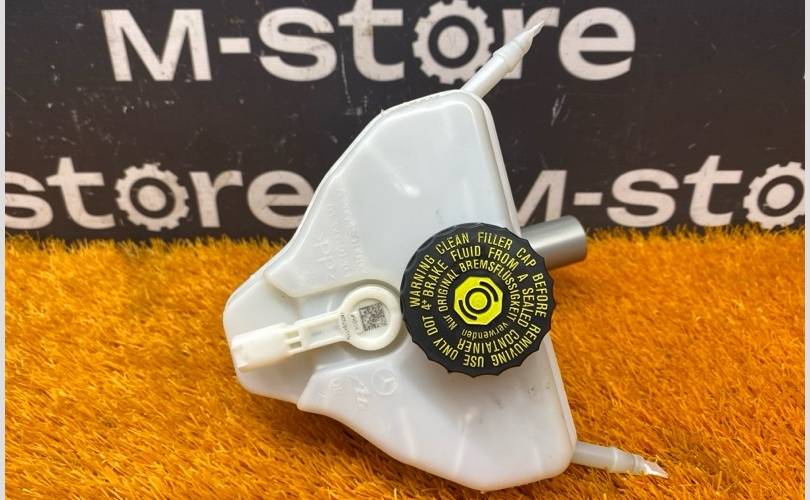 M-store
store
M-sto
WARNING CLEAN FILLER CAP BEFORE REMOVING USE ONLY DOT 4+ BRAKE FLUID FROM A SEALED CONTAINER
Nur ORIGINAL BREMSFLÜSSIGKEIT verwenden